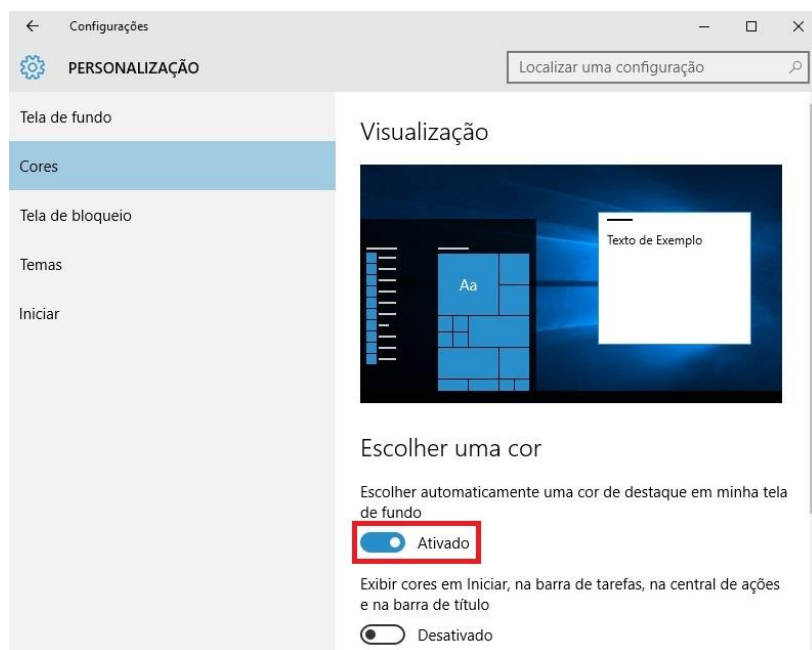 Configurações
PERSONALIZAÇÃO
Localizar uma configuração
Tela de fundo
Cores
Tela de bloqueio
Temas
Iniciar
Visualização
Aa
Texto de Exemplo
Escolher uma cor
Escolher automaticamente uma cor de destaque em minha tela
de fundo
Ativado
Exibir cores em Iniciar, na barra de tarefas, na central de ações
e na barra de título
Desativado